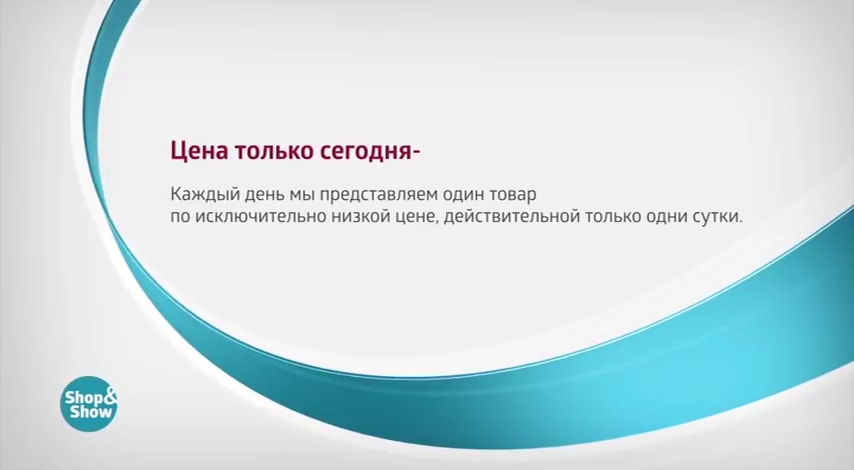 Цена только сегодня-
Каждый день мы представляем один товар
по исключительно низкой цене, действительной только одни сутки.
Shop&
Show